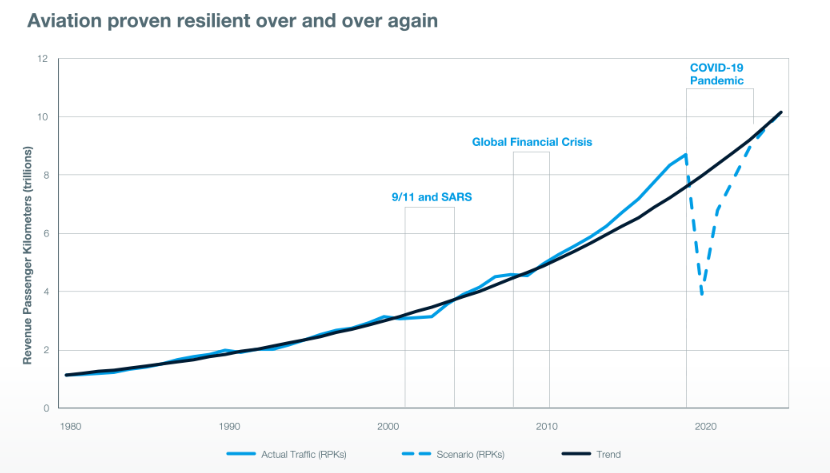 Aviation proven resilient over and over again
12
10
8
6
4
2
0
Revenue Passenger Kilometers (trillions)
COVID-19
Pandemic
Global Financial Crisis
9/11 and SARS
1980
1990
2000
2010
2020
Actual Traffic (RPKs)
Scenario (RPKs)
Trend